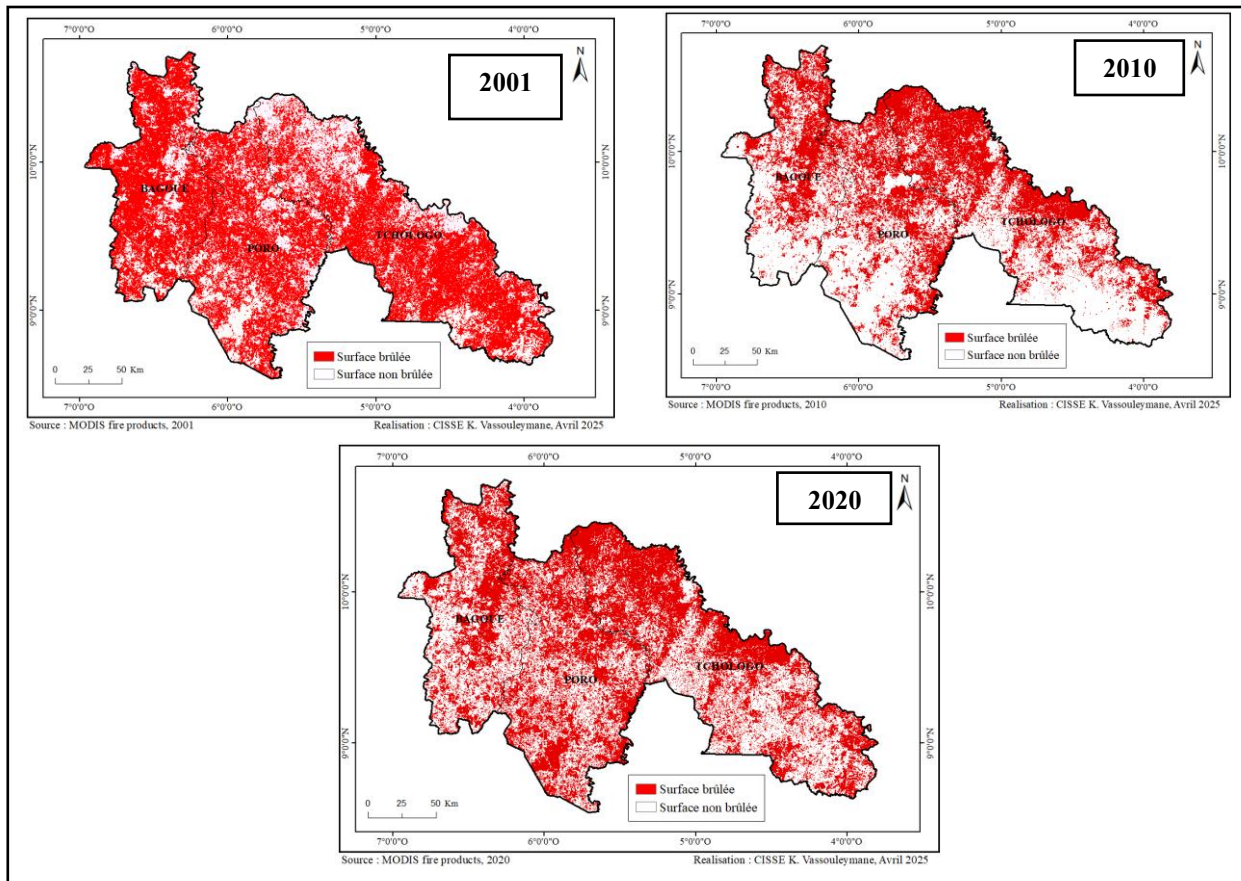 2001
N
7°0'0"O 6°0'0"O 5°0'0"O 4°0'0"O
10°0'0"N
9°0'0"N
10°0'0"N
9°0'0"N
BAGOUE
PORO
TCHOLOGO
Surface brûlée
Surface non brûlée
0 25 50 Km
7°0'0"O 6°0'0"O 5°0'0"O 4°0'0"O
Source : MODIS fire products, 2001 Realisation : CISSE K. Vassouleymane, Avril 2025
2010
N
7°0'0"O 6°0'0"O 5°0'0"O 4°0'0"O
10°0'0"N
9°0'0"N
10°0'0"N
9°0'0"N
BAGOUE
PORO
TCHOLOGO
Surface brûlée
Surface non brûlée
0 25 50 Km
7°0'0"O 6°0'0"O 5°0'0"O 4°0'0"O
Source : MODIS fire products, 2010 Realisation : CISSE K. Vassouleymane, Avril 2025
2020
N
7°0'0"O 6°0'0"O 5°0'0"O 4°0'0"O
10°0'0"N
9°0'0"N
10°0'0"N
9°0'0"N
BAGOUE
PORO
TCHOLOGO
Surface brûlée
Surface non brûlée
0 25 50 Km
7°0'0"O 6°0'0"O 5°0'0"O 4°0'0"O
Source : MODIS fire products, 2020 Realisation : CISSE K. Vassouleymane, Avril 2025